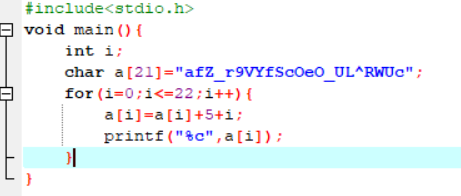 #include<stdio.h>
void main(){
int i;
char a[21]="afZ_r9VYfScOeO_UL^RWUc";
for(i=0;i<=22;i++){
a[i]=a[i]+5+i;
printf("%c",a[i]);
}
}